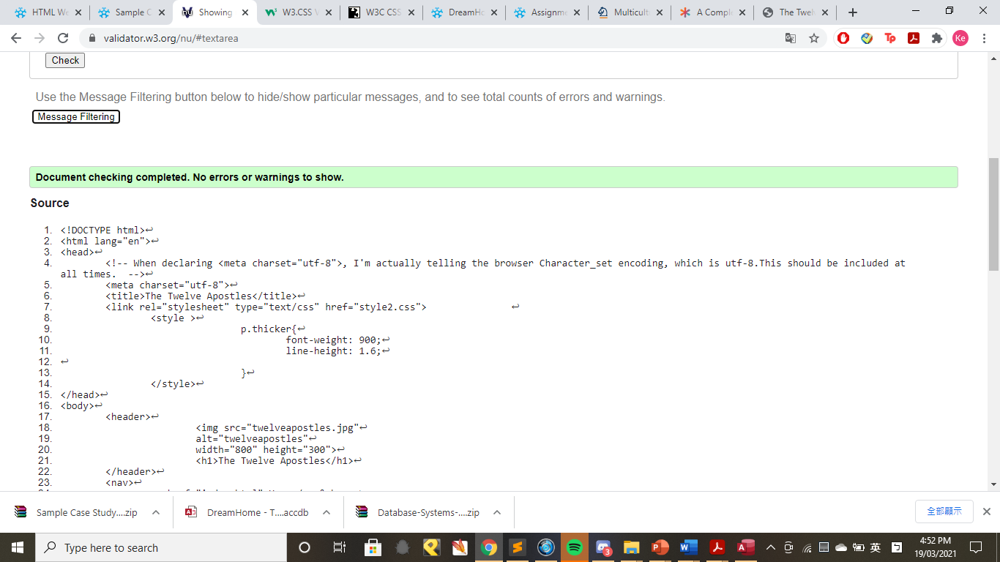 HTML We
Sample C
Showing
W3.CSS V
W3C CSS
DreamHo
Assignme
Multicult
A Comple
The Twel
validator.w3.org/nu/#textarea
Ke
Check
Use the Message Filtering button below to hide/show particular messages, and to see total counts of errors and warnings.
Message Filtering
Document checking completed. No errors or warnings to show.
Source
1. <!DOCTYPE html>↩
2. <html lang="en">↩
3. <head>↩
4. <!-- When declaring <meta charset="utf-8">, I'm actually telling the browser Character_set encoding, which is utf-8.This should be included at
all times.  -->↩
5. <meta charset="utf-8">↩
6. <title>The Twelve Apostles</title>↩
7. <link rel="stylesheet" type="text/css" href="style2.css"> ↩
8. <style >↩
9. p.thicker{↩
10. font-weight: 900;↩
11. line-height: 1.6;↩
12. ↩
13. }↩
14. </style>↩
15. </head>↩
16. <body>↩
17. <header>↩
18. <img src="twelveapostles.jpg"↩
19. alt="twelveapostles"↩
20. width="800" height="300">↩
21. <h1>The Twelve Apostles</h1>↩
22. </header>↩
23. <nav>↩
Sample Case Study....zip
DreamHome - T....accdb
Database-Systems-....zip
全部顯示
Type here to search
3
英
4:52 PM
19/03/2021